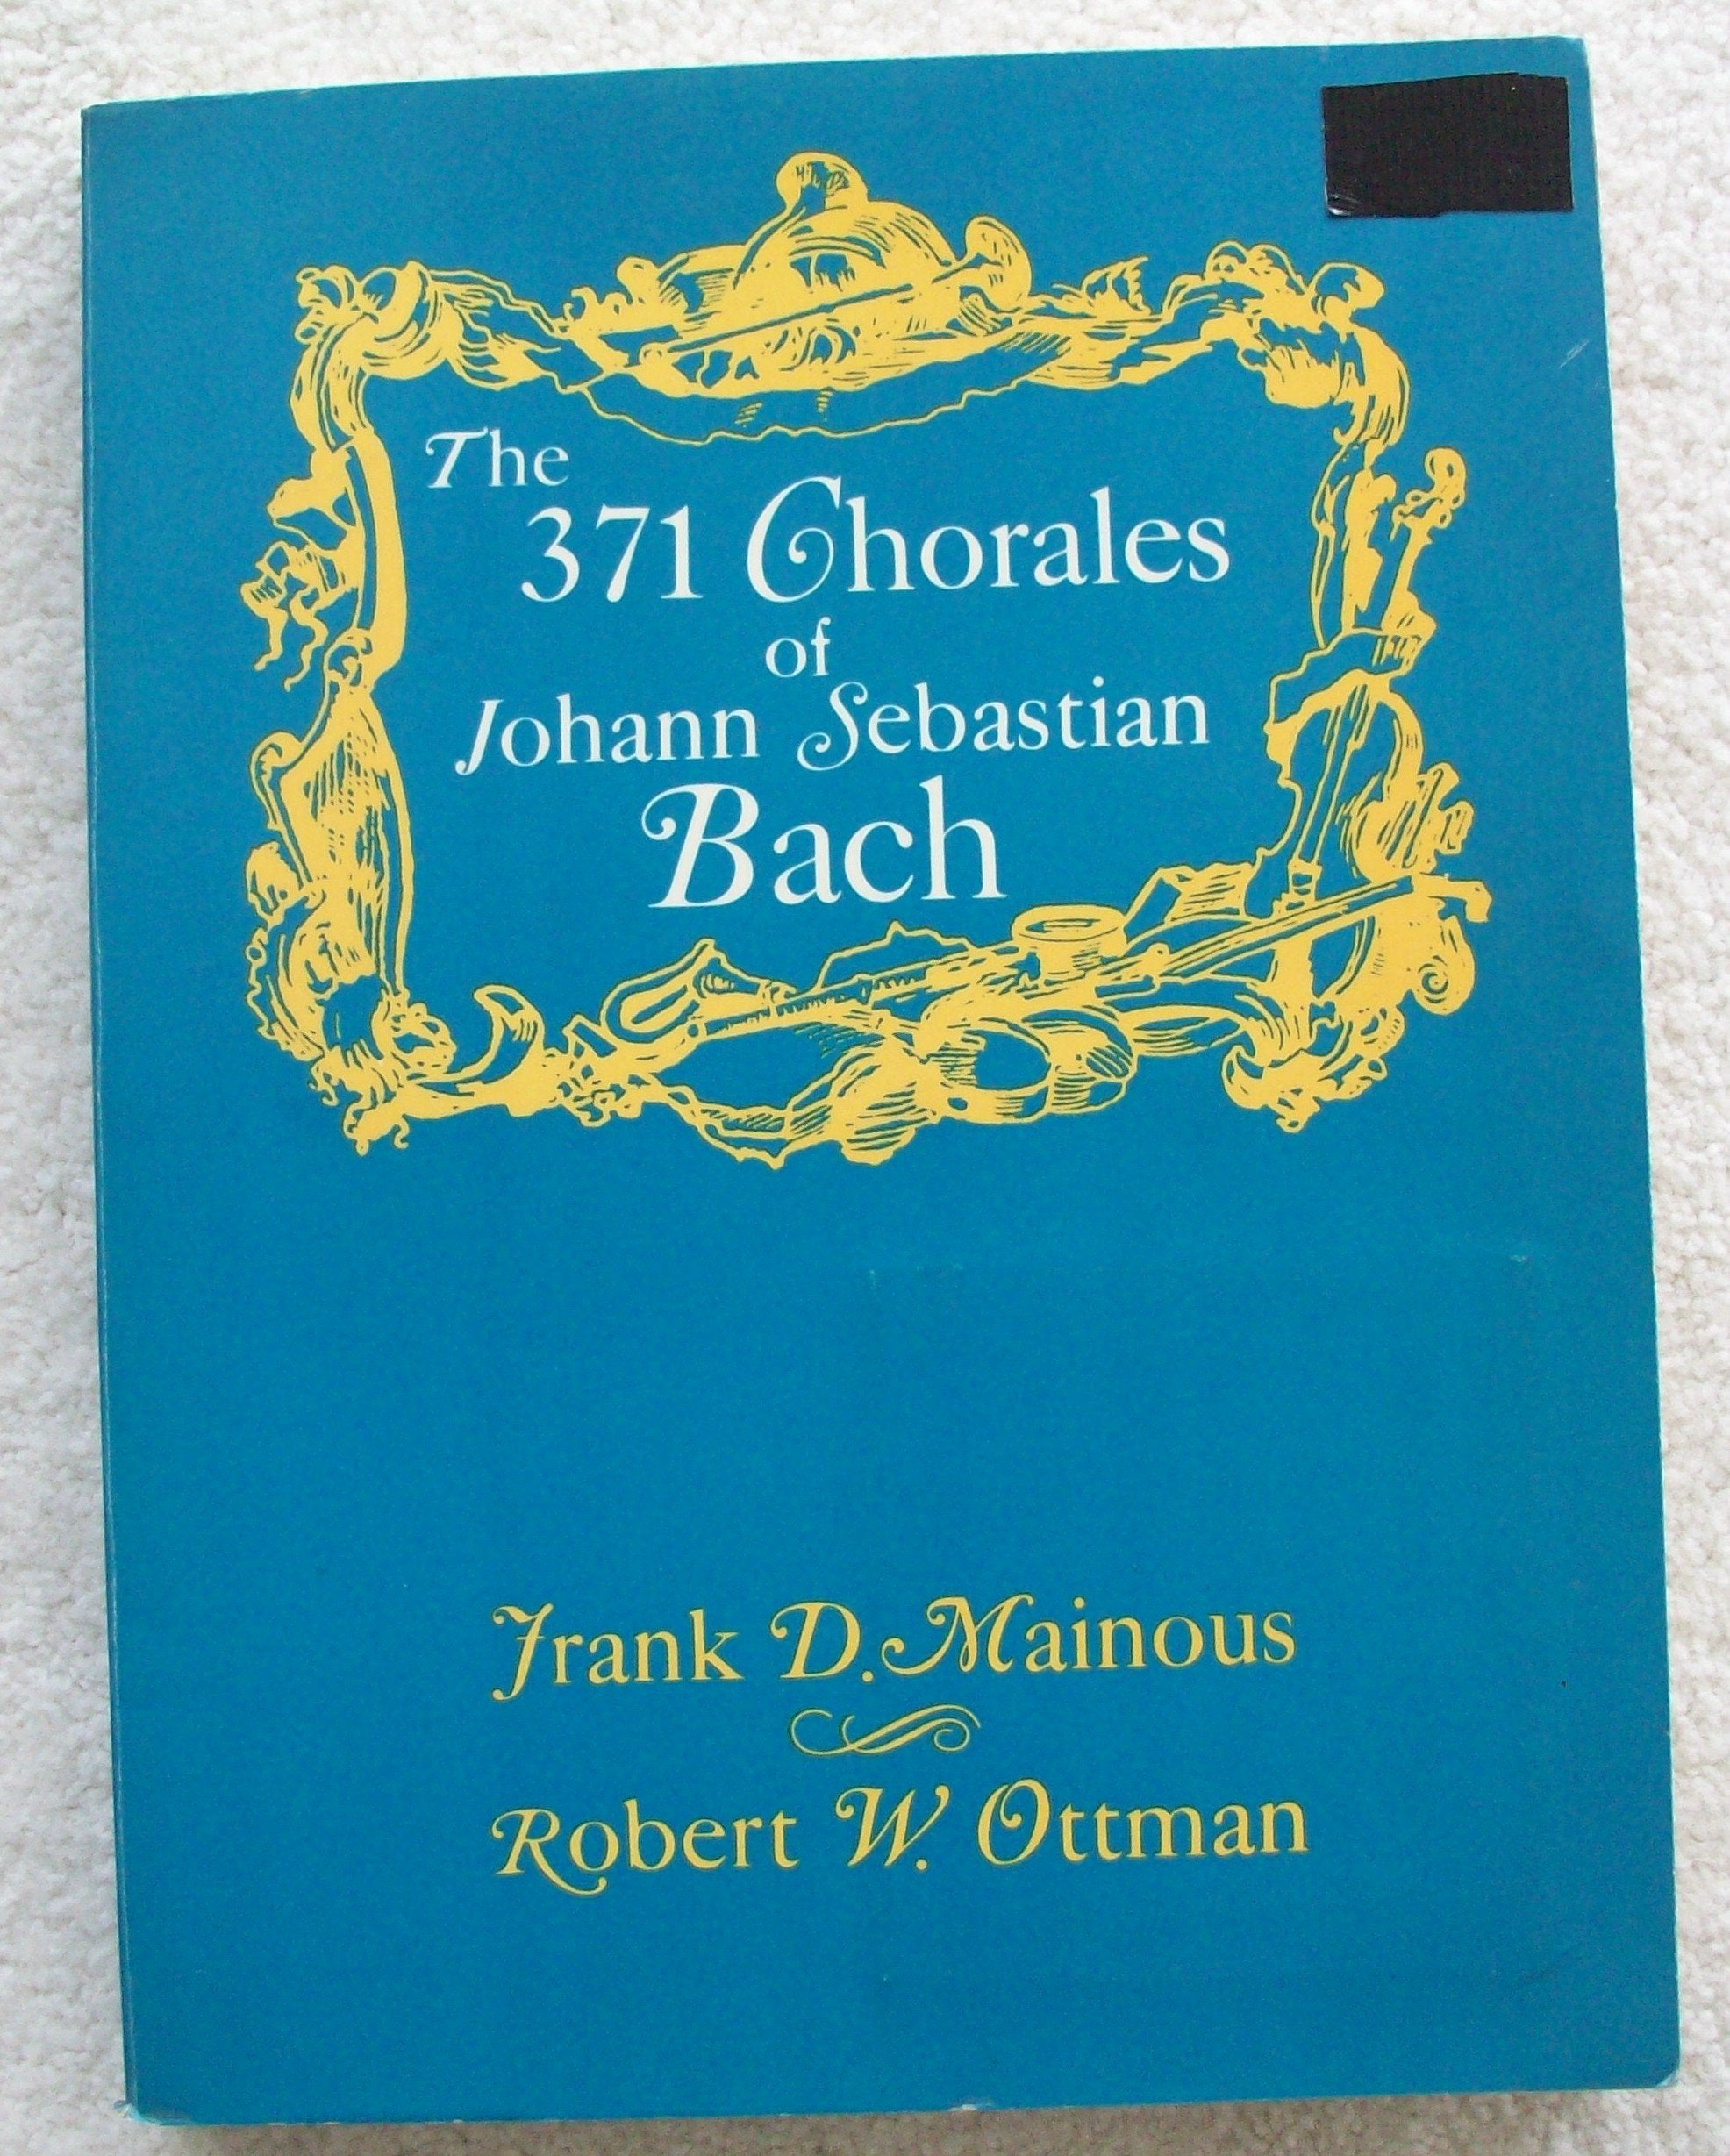 The
371 Chorales
of
Johann Sebastian
Bach
Frank D. Mainous
Robert W. Ottman